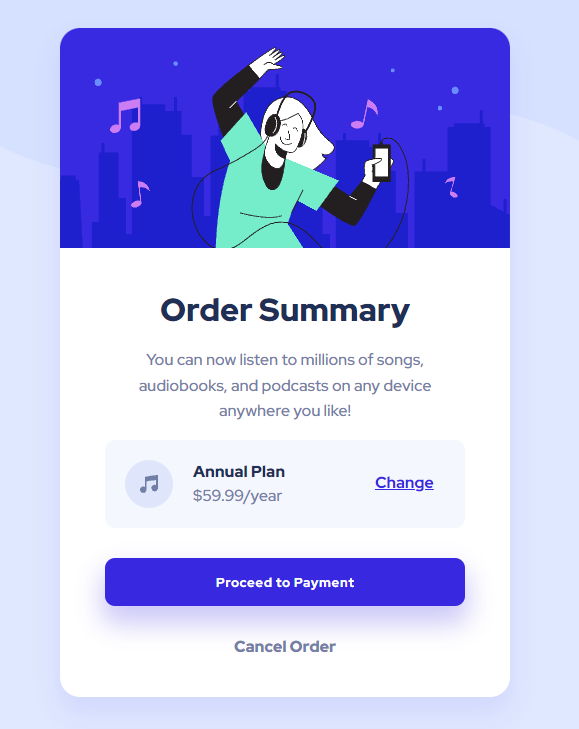 Order Summary
You can now listen to millions of songs,
audiobooks, and podcasts on any device
anywhere you like!
Annual Plan
$59.99/year
Change
Proceed to Payment
Cancel Order